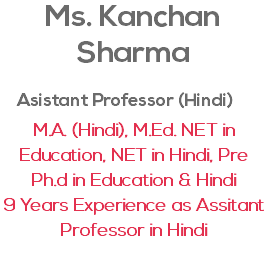 Ms. Kanchan
Sharma
Asistant Professor (Hindi)
M.A. (Hindi), M.Ed. NET in
Education, NET in Hindi, Pre
Ph.d in Education & Hindi
9 Years Experience as Assitant
Professor in Hindi